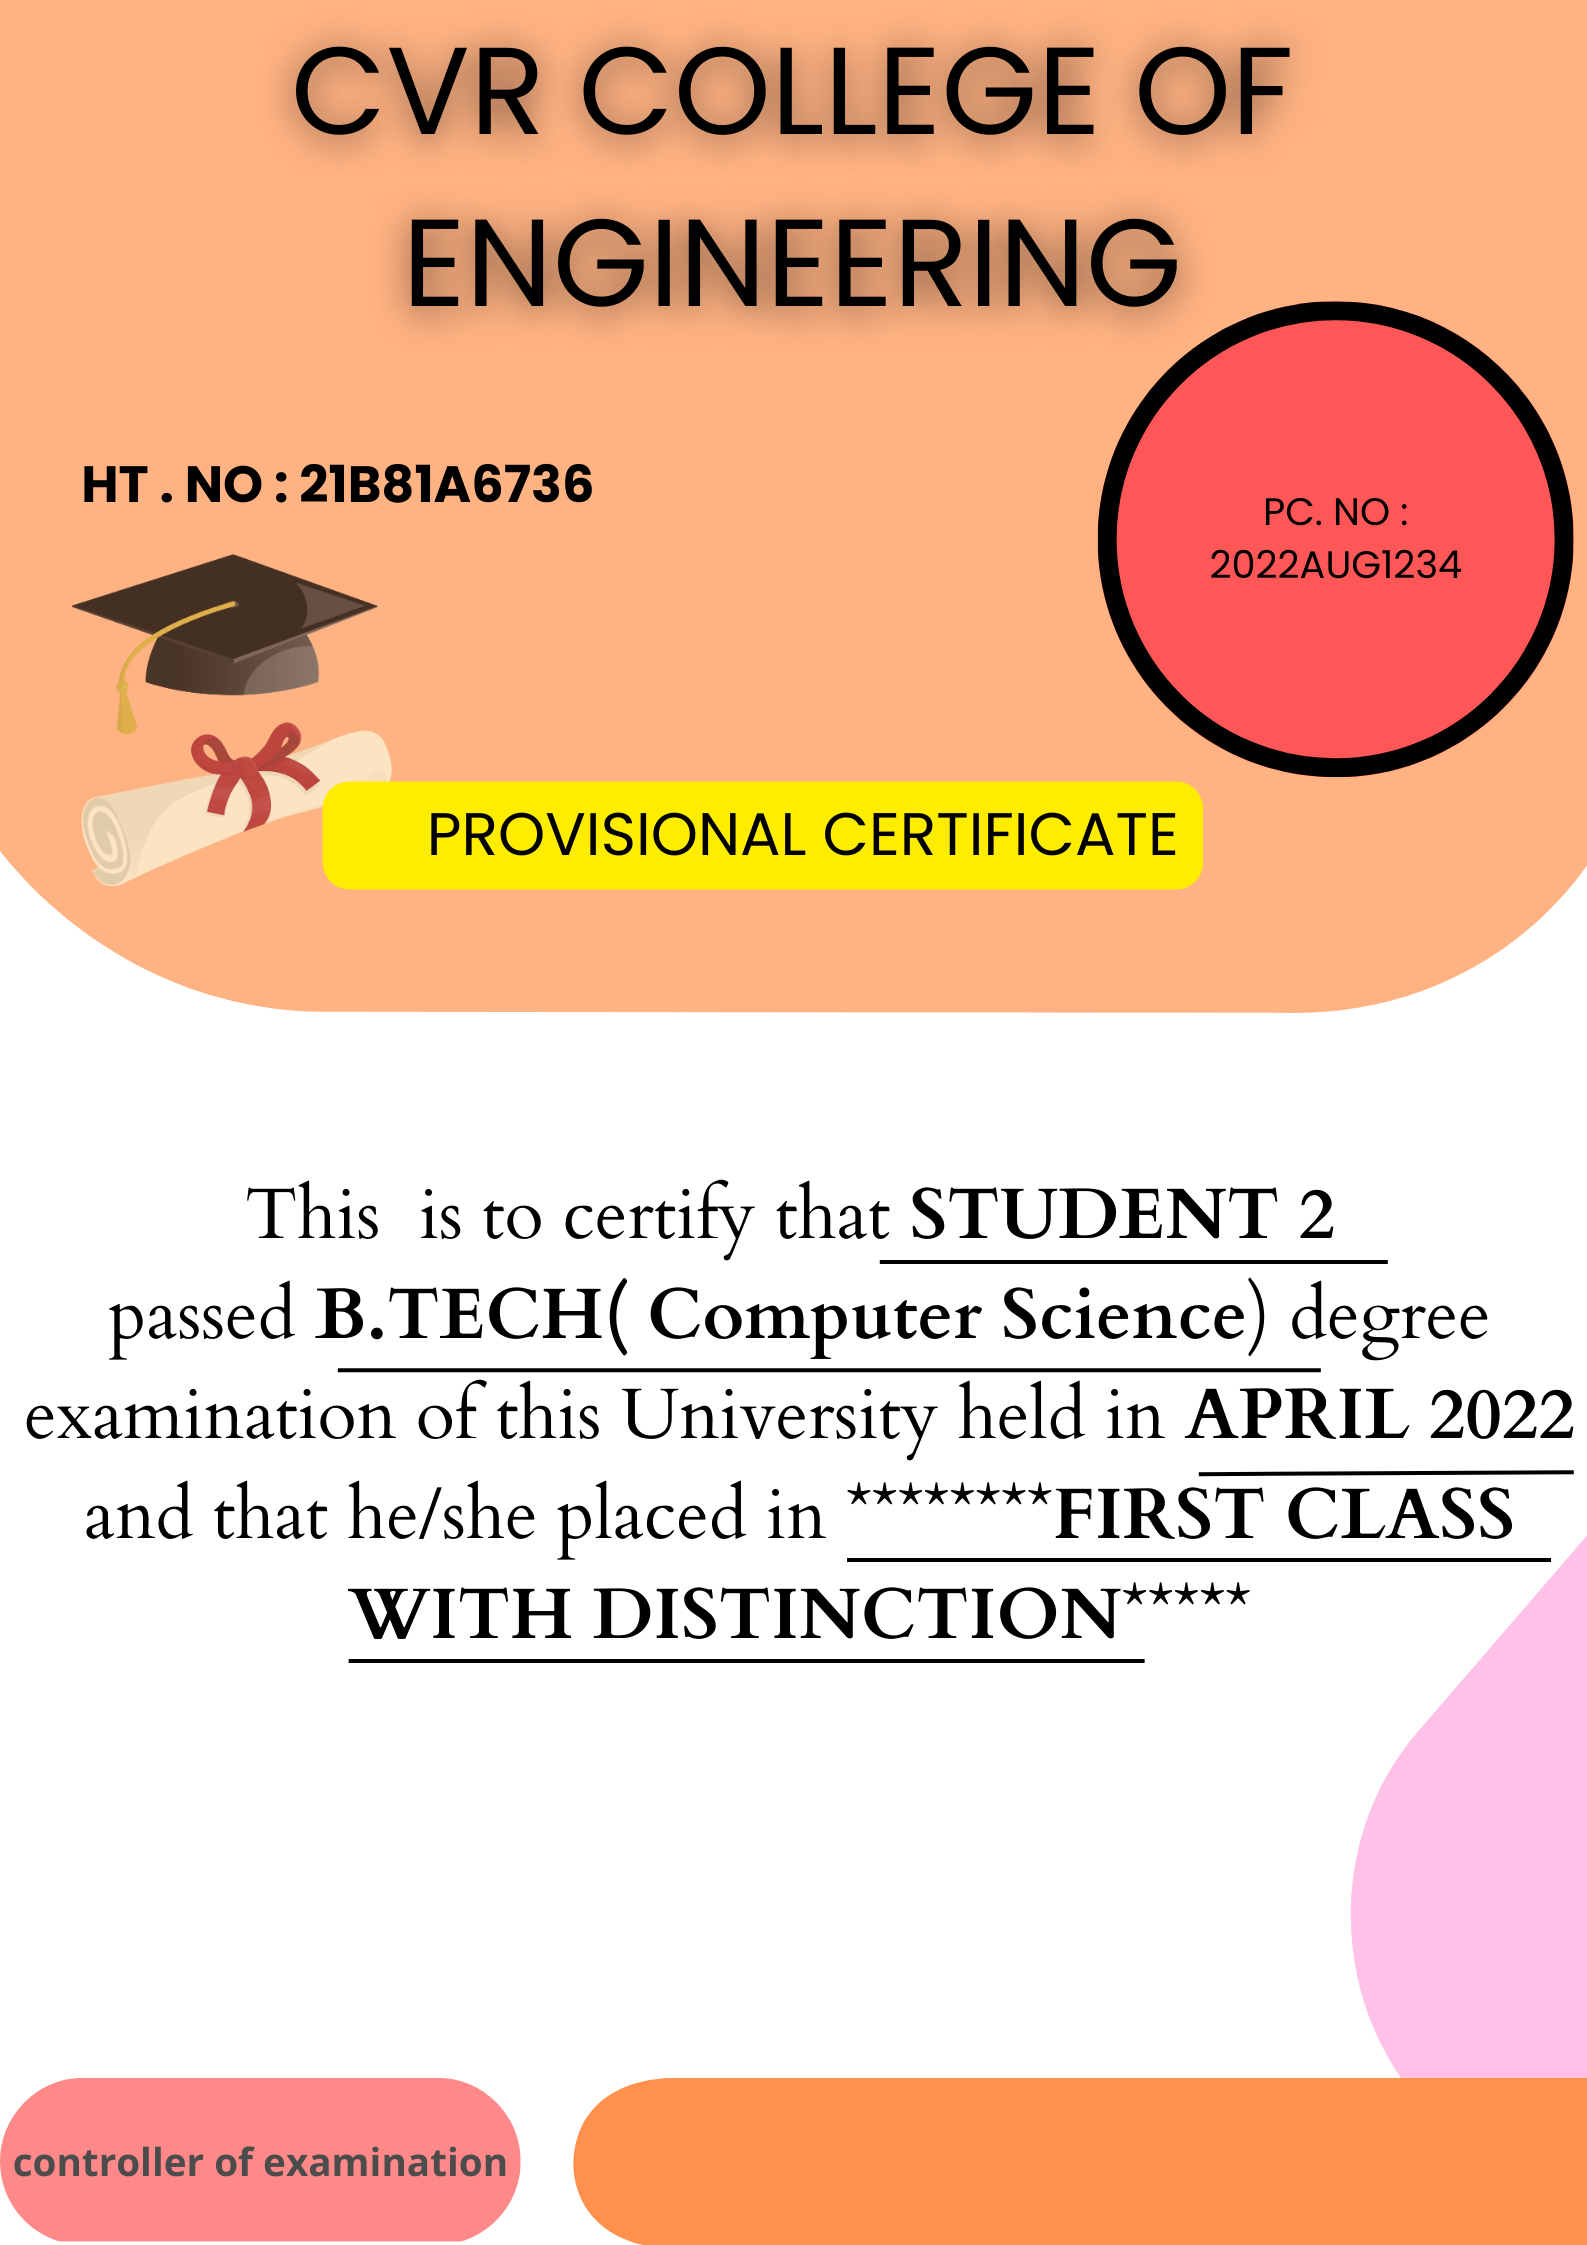 CVR COLLEGE OF
ENGINEERING
HT . NO : 21B81A6736
PC. NO :
2022AUG1234
PROVISIONAL CERTIFICATE
This is to certify that STUDENT 2
passed B.TECH( Computer Science) degree
examination of this University held in APRIL 2022
and that he/she placed in ********FIRST CLASS
WITH DISTINCTION*****
controller of examination